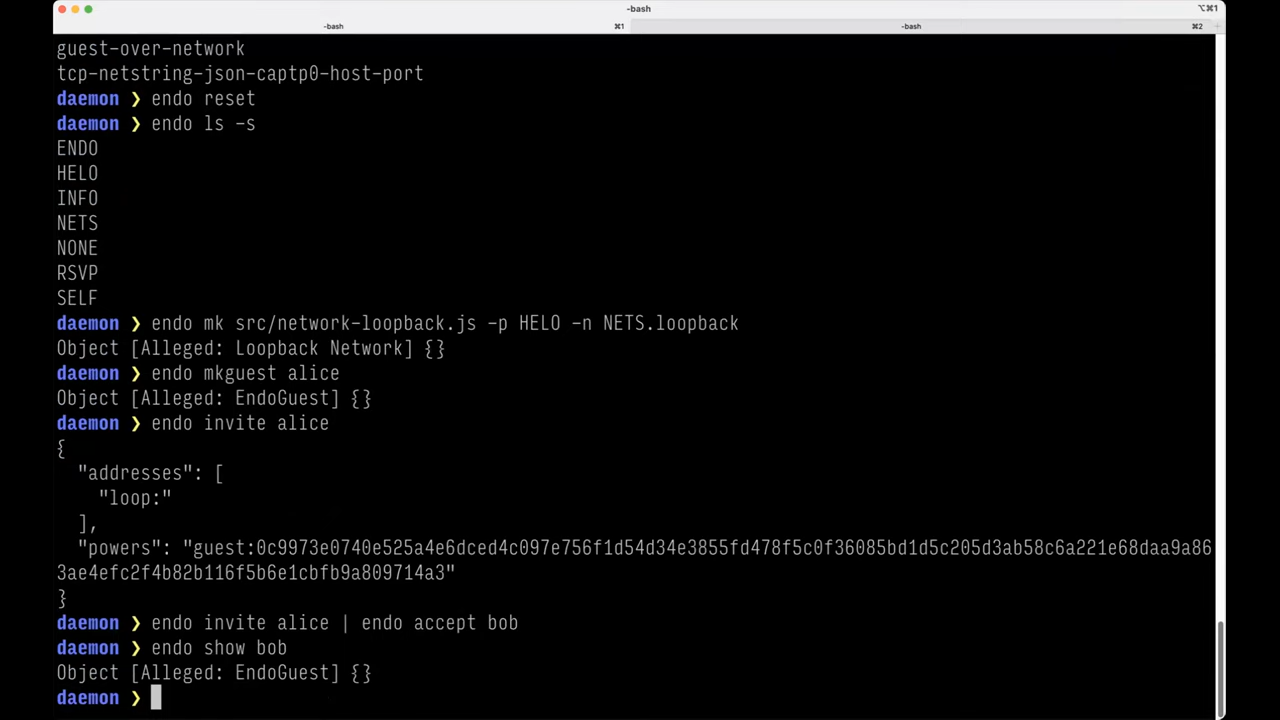 -bash
⌥⌘1
-bash ⌘1
-bash ⌘2
guest-over-network
tcp-netstring-json-captp0-host-port
daemon ❯ endo reset
daemon ❯ endo ls -s
ENDO
HELO
INFO
NETS
NONE
RSVP
SELF
daemon ❯ endo mk src/network-loopback.js -p HELO -n NETS.loopback
Object [Alleged: Loopback Network] {}
daemon ❯ endo mkguest alice
Object [Alleged: EndoGuest] {}
daemon ❯ endo invite alice
{
  "addresses": [
    "loop:"
  ],
  "powers": "guest:0c9973e0740e525a4e6dced4c097e756f1d54d34e3855fd478f5c0f36085bd1d5c205d3ab58c6a221e68daa9a86
3ae4efc2f4b82b116f5b6e1cbfb9a809714a3"
}
daemon ❯ endo invite alice | endo accept bob
daemon ❯ endo show bob
Object [Alleged: EndoGuest] {}
daemon ❯